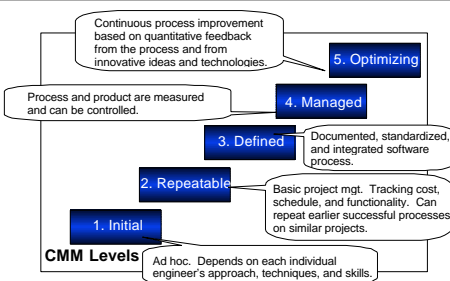 Continuous process improvement
based on quantitative feedback
from the process and from
innovative ideas and technologies.
5. Optimizing
Process and product are measured
and can be controlled.
4. Managed
3. Defined
Documented, standardized,
and integrated software
process.
2. Repeatable
Basic project mgt. Tracking cost,
schedule, and functionality. Can
repeat earlier successful processes
on similar projects.
1. Initial
CMM Levels
Ad hoc. Depends on each individual
engineer's approach, techniques, and skills.